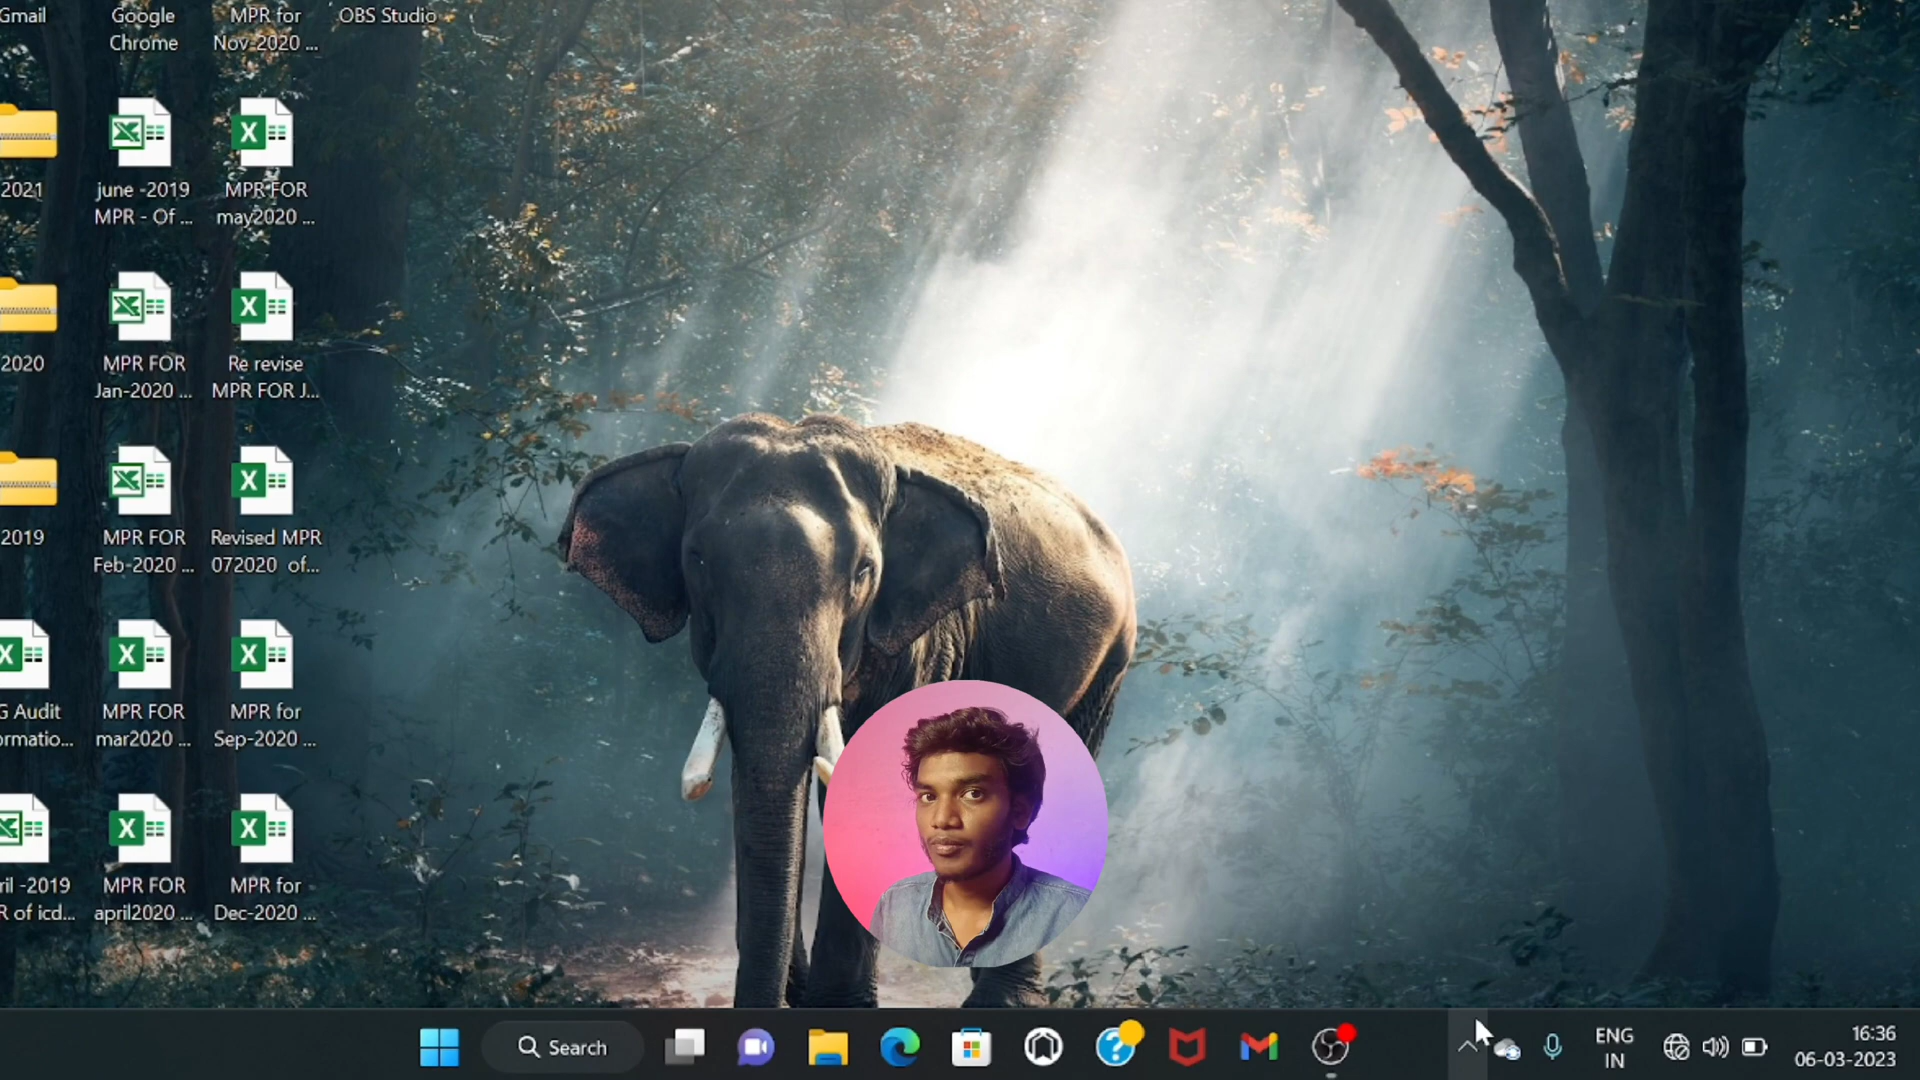 Gmail
Google
Chrome
MPR for
Nov-2020 ...
OBS Studio
2021
june -2019
MPR - Of ...
MPR FOR
may2020 ...
2020
MPR FOR
Jan-2020 ...
Re revise
MPR FOR J...
2019
MPR FOR
Feb-2020 ...
Revised MPR
072020 of...
G Audit
ormatio...
MPR FOR
mar2020 ...
MPR for
Sep-2020 ...
ril -2019
R of icd...
MPR FOR
april2020 ...
MPR for
Dec-2020 ...
Search
ENG
IN
16:36
06-03-2023